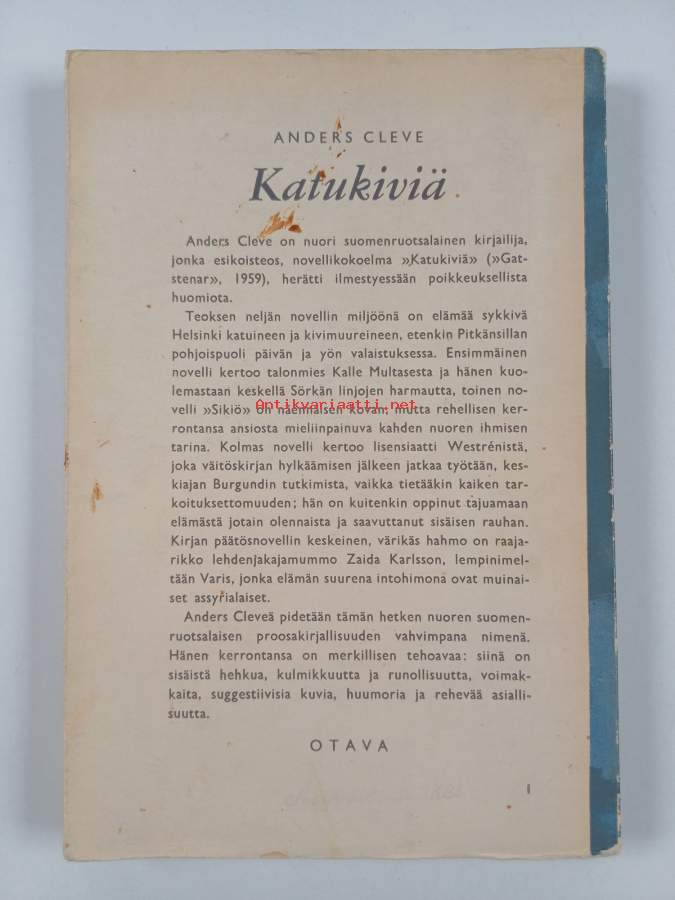 ANDERS CLEVE
Katukiviä
Anders Cleve on nuori suomenruotsalainen kirjailija,
jonka esikoisteos, novellikokoelma »Katukiviä» (»Gat-
stenar», 1959), herätti ilmestyessään poikkeuksellista
huomiota.
Teoksen neljän novellin miljöönä on elämää sykkivä
Helsinki katuineen ja kivimuureineen, etenkin Pitkänsillan
pohjoispuoli päivän ja yön valaistuksessa. Ensimmäinen
novelli kertoo talonmies Kalle Multasesta ja hänen kuo-
lemastaan keskellä Sörkän linjojen harmautta, toinen no-
velli »Sikiö» on näennäisen kovan, mutta rehellisen ker-
Antikvariaatti.net
rontansa ansiosta mieliinpainuva kahden nuoren ihmisen
tarina. Kolmas novelli kertoo lisensiaatti Westrénistä,
joka väitöskirjan hylkäämisen jälkeen jatkaa työtään, kes-
kiajan Burgundin tutkimista, vaikka tietääkin kaiken tar-
koituksettomuuden; hän on kuitenkin oppinut tajuamaan
elämästä jotain olennaista ja saavuttanut sisäisen rauhan.
Kirjan päätösnovellin keskeinen, värikäs hahmo on raaja-
rikko lehdenjakajamummo Zaida Karlsson, lempinimel-
tään Varis, jonka elämän suurena intohimona ovat muinai-
set assyrialaiset.
Anders Cleveä pidetään tämän hetken nuoren suomen-
ruotsalaisen proosakirjallisuuden vahvimpana nimenä.
Hänen kerrontansa on merkillisen tehoavaa: siinä on
sisäistä hehkua, kulmikkuutta ja runollisuutta, voimak-
kaita, suggestiivisia kuvia, huumoria ja rehevää asialli-
suutta.
OTAVA
1